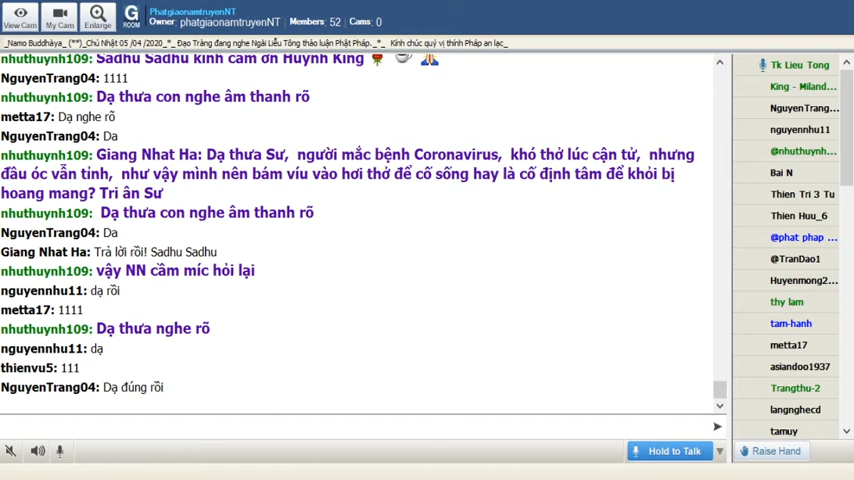 PhatgiaonamtruyenNT
Owner: phatgiaonamtruyenNT | Members: 52 Cams: 0
View Cam
My Cam
Enlarge
G ROOM
_Namo Buddhàya_ (**)_Chủ Nhật 05 /04 /2020_*_ Đạo Tràng đang nghe Ngài Liễu Tông thảo luận Phật Pháp._*_ Kính chúc quý vị thính Pháp an lạc_
nhuthuynh109: Sadhu Sadhu kính cảm ơn Huỳnh King
NguyenTrang04: 1111
nhuthuynh109: Dạ thưa con nghe âm thanh rõ
metta17: Dạ nghe rõ
NguyenTrang04: Da
nhuthuynh109: Giang Nhat Ha: Dạ thưa Sư, người mắc bệnh Coronavirus, khó thở lúc cận tử, nhưng
đầu óc vẫn tỉnh, như vậy mình nên bám víu vào hơi thở để cố sống hay là cố định tâm để khỏi bị
hoang mang? Tri ân Sư
nhuthuynh109: Dạ thưa con nghe âm thanh rõ
NguyenTrang04: Da
Giang Nhat Ha: Trả lời rồi! Sadhu Sadhu
nhuthuynh109: vậy NN cầm míc hỏi lại
nguyennhu11: dạ rồi
metta17: 1111
nhuthuynh109: Dạ thưa nghe rõ
nguyennhu11: dạ
thienvu5: 111
NguyenTrang04: Dạ đúng rồi
Hold to Talk
Tk Lieu Tong
King - Miland...
NguyenTrang...
nguyennhu11
@nhuthuynh...
Bai N
Thien Tri 3 Tu
Thien Huu_6
@phat phap ...
@TranDao1
Huyenmong2...
thy lam
tam-hanh
metta17
asiandoo1937
Trangthu-2
langnghecd
tamuy
Raise Hand